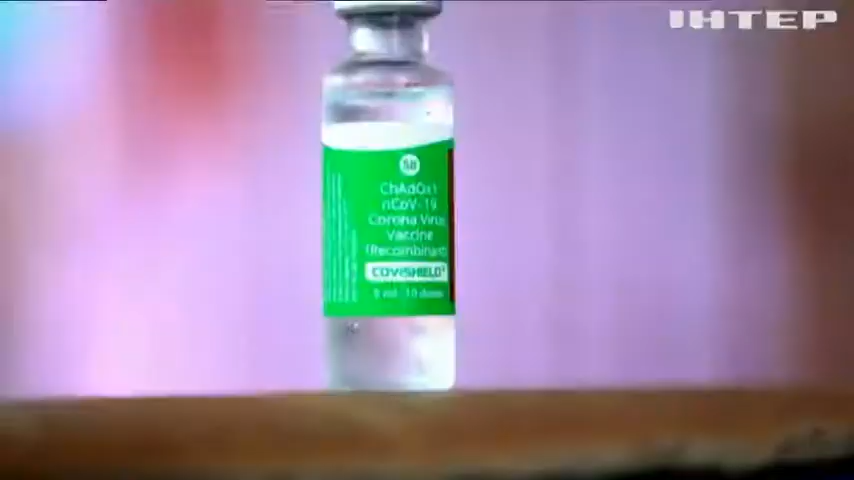 ІНТЕР
ChAdOx1
nCoV-19
Corona Virus
Vaccine
(Recombinant)
COVISHIELD
5 ml - 10 dose